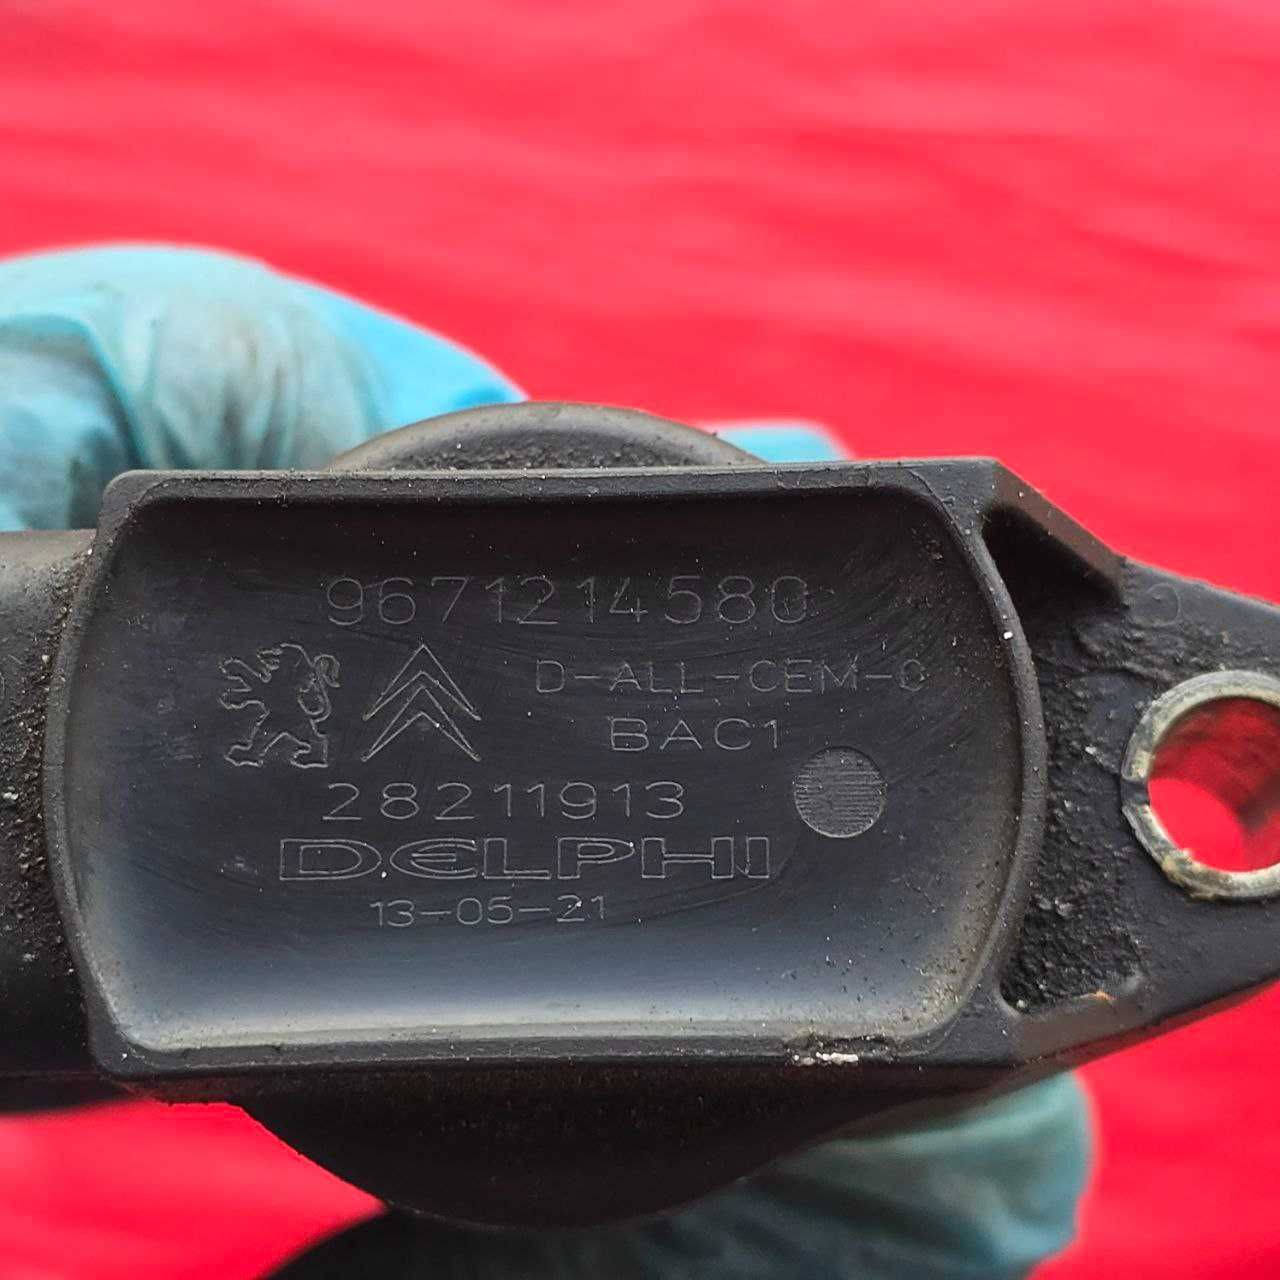 9671214580
D-ALL-CEM-C
BAC1
28211913
DELPHI
13-05-21